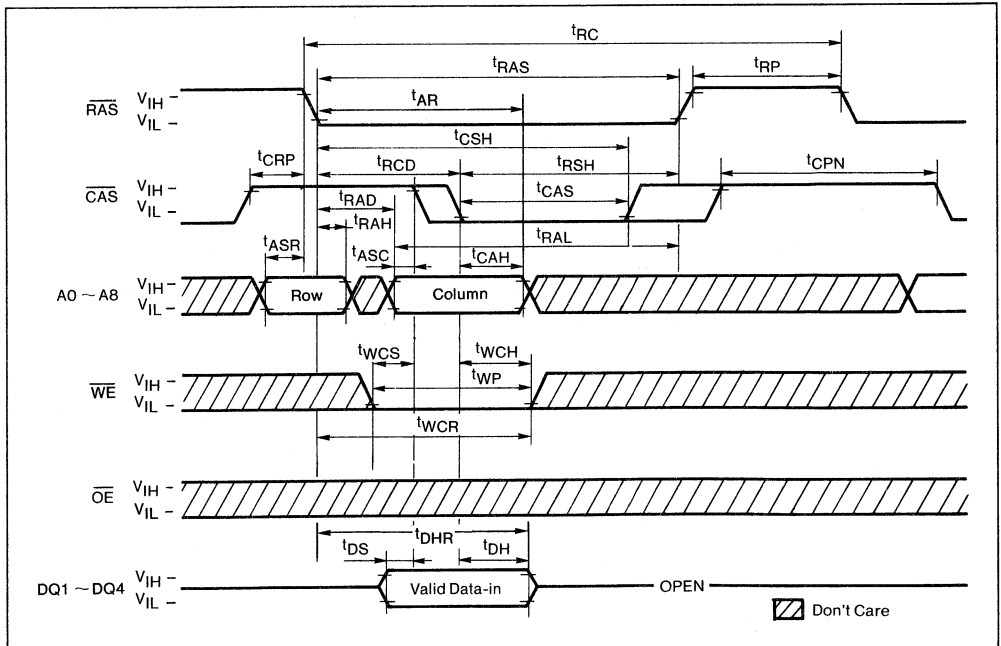 tRC
tRAS
tRP
tAR
RAS VIH
VIL
tCSH
tCRP
tRCD
tRSH
tCPN
CAS VIH
VIL
tRAD
tCAS
tRAH
tRAL
tASR
tASC
tCAH
A0 ~ A8 VIH
VIL
Row
Column
tWCS
tWCH
tWP
WE VIH
VIL
tWCR
OE VIH
VIL
tDHR
tDS
tDH
DQ1 ~ DQ4 VIH
VIL
Valid Data-in
OPEN
Don't Care